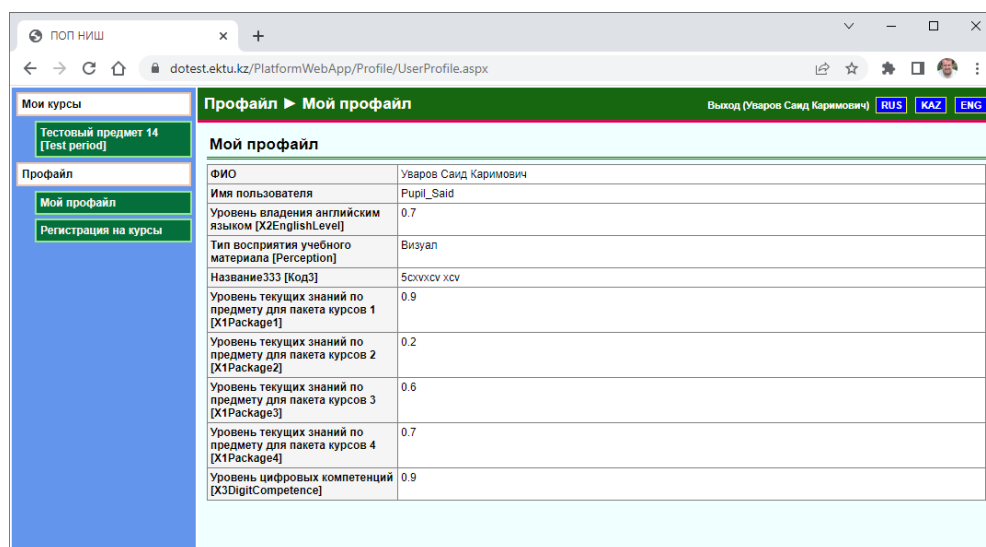 ПОП НИШ
dotest.ektu.kz/PlatformWebApp/Profile/UserProfile.aspx
Мои курсы
Тестовый предмет 14
[Test period]
Профайл
Мой профайл
Регистрация на курсы
Профайл ► Мой профайл
Выход (Уваров Саид Каримович) RUS KAZ ENG
Мой профайл
ФИО Уваров Саид Каримович
Имя пользователя Pupil_Said
Уровень владения английским 0.7
языком [X2EnglishLevel]
Тип восприятия учебного Визуал
материала [Perception]
Название333 [Код3] 5cxvxcv xcv
Уровень текущих знаний по 0.9
предмету для пакета курсов 1
[X1Package1]
Уровень текущих знаний по 0.2
предмету для пакета курсов 2
[X1Package2]
Уровень текущих знаний по 0.6
предмету для пакета курсов 3
[X1Package3]
Уровень текущих знаний по 0.7
предмету для пакета курсов 4
[X1Package4]
Уровень цифровых компетенций 0.9
[X3DigitCompetence]